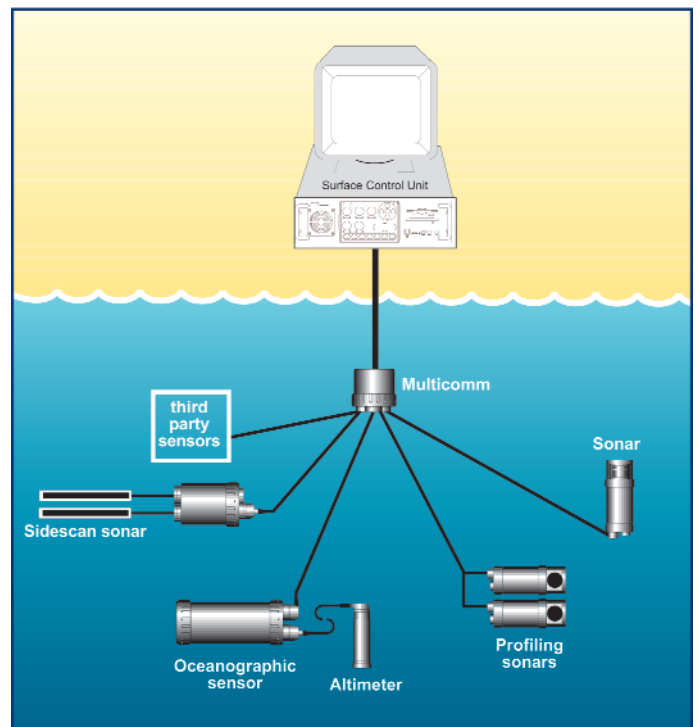 Surface Control Unit
Multicomm
third
party
sensors
Sonar
Sidescan sonar
Profiling
sonars
Oceanographic
sensor
Altimeter